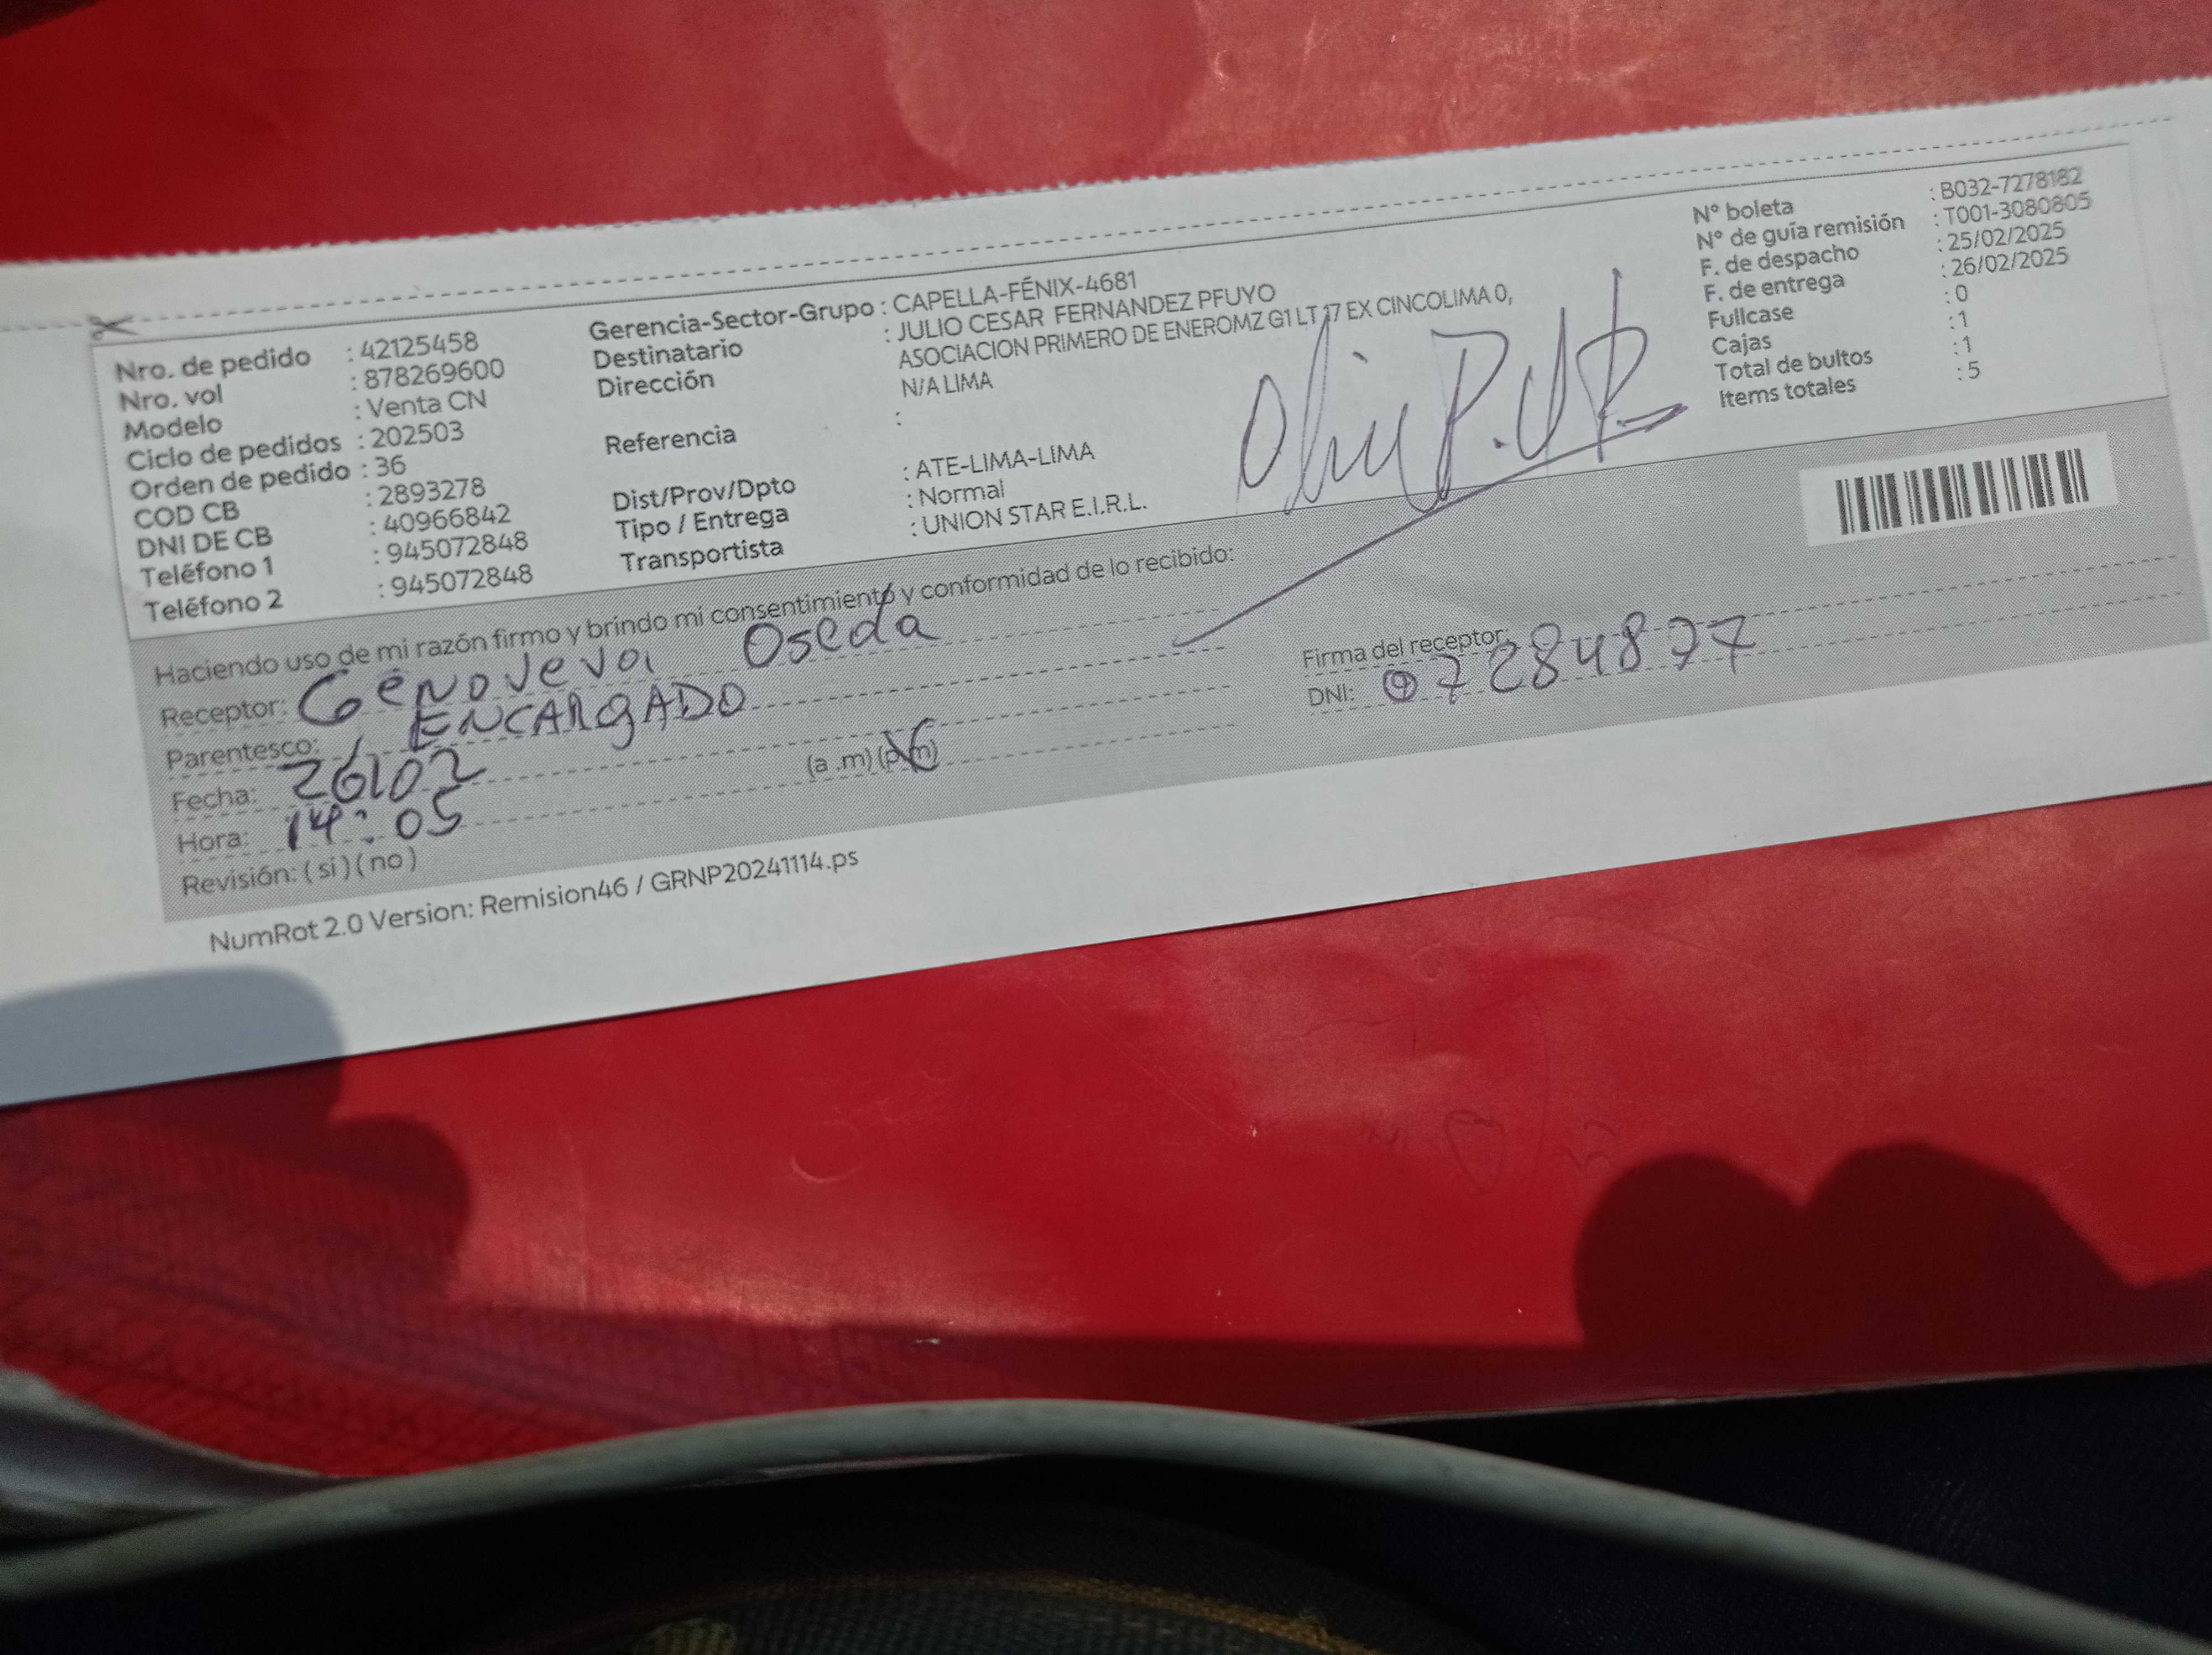 Nro. de pedido : 42125458
Nro. vol : 878269600
Modelo : Venta CN
Ciclo de pedidos : 202503
Orden de pedido : 36
COD CB : 2893278
DNI DE CB : 40966842
Teléfono 1 : 945072848
Teléfono 2 : 945072848
Gerencia-Sector-Grupo : CAPELLA-FÉNIX-4681
Destinatario : JULIO CESAR FERNANDEZ PFUYO
Dirección ASOCIACION PRIMERO DE ENEROMZ G1 LT 17 EX CINCOLIMA 0,
N/A LIMA
Referencia :
Dist/Prov/Dpto : ATE-LIMA-LIMA
Tipo / Entrega : Normal
Transportista : UNION STAR E.I.R.L.
Nº boleta : B032-7278182
Nº de guía remisión : T001-3080805
F. de despacho : 25/02/2025
F. de entrega : 26/02/2025
Fullcase : 0
Cajas : 1
Total de bultos : 1
Items totales : 5
Haciendo uso de mi razón firmo y brindo mi consentimiento y conformidad de lo recibido:
Receptor: Genoveva Oseda
Parentesco: ENCARGADO
Fecha: 26/02
Hora: 14:05 (a .m) (p.m)
Revisión: ( si ) ( no )
Firma del receptor:
DNI: 07284877
NumRot 2.0 Version: Remision46 / GRNP20241114.ps